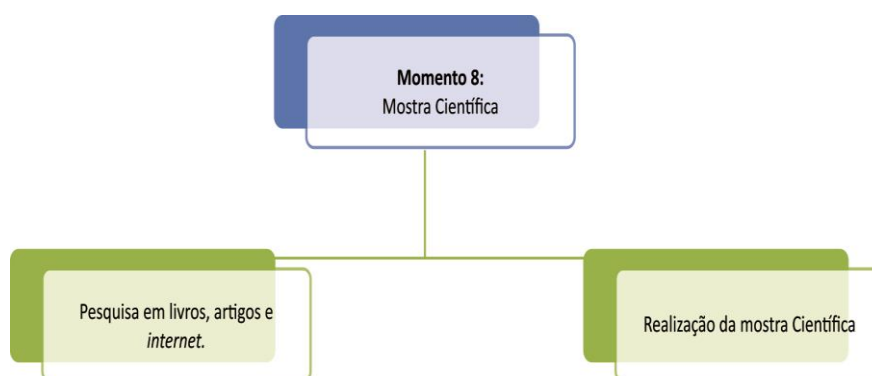 Momento 8:
Mostra Científica
Pesquisa em livros, artigos e
internet.
Realização da mostra Científica